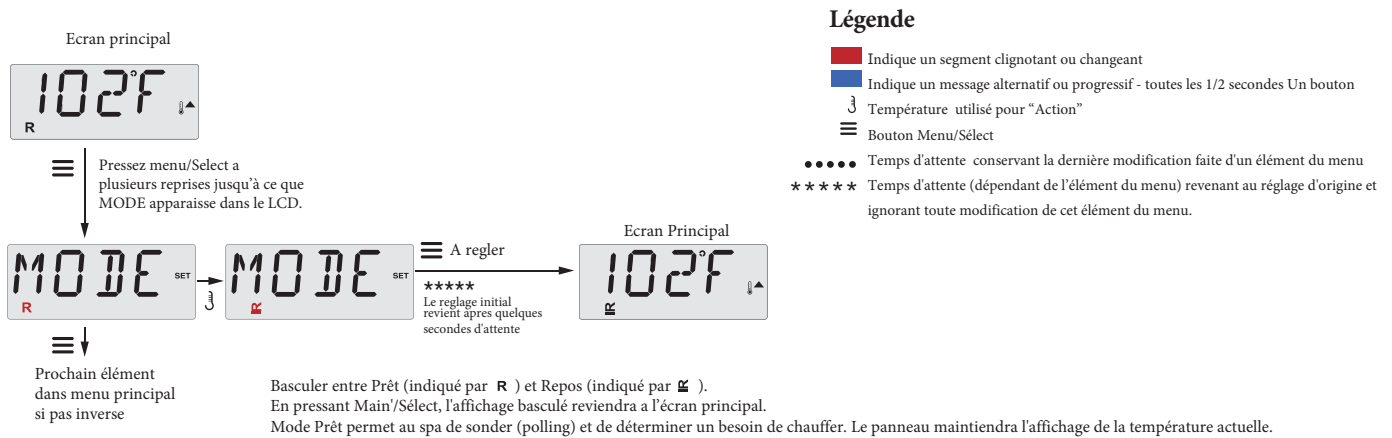 Ecran principal
102°F
R
Pressez menu/Select a
plusieurs reprises jusqu'à ce que
MODE apparaisse dans le LCD.
MODE SET
R
MODE SET
R
A regler
*****
Le reglage initial
revient apres quelques
secondes d'attente
Ecran Principal
102°F
R
Prochain élément
dans menu principal
si pas inverse
Légende
Indique un segment clignotant ou changeant
Indique un message alternatif ou progressif - toutes les 1/2 secondes Un bouton
Température utilisé pour “Action”
Bouton Menu/Sélect
••••• Temps d'attente conservant la dernière modification faite d'un élément du menu
***** Temps d'attente (dépendant de l'élément du menu) revenant au réglage d'origine et
ignorant toute modification de cet élément du menu.
Basculer entre Prêt (indiqué par R ) et Repos (indiqué par R ).
En pressant Main'/Sélect, l'affichage basculé reviendra a l’écran principal.
Mode Prêt permet au spa de sonder (polling) et de déterminer un besoin de chauffer. Le panneau maintiendra l'affichage de la température actuelle.